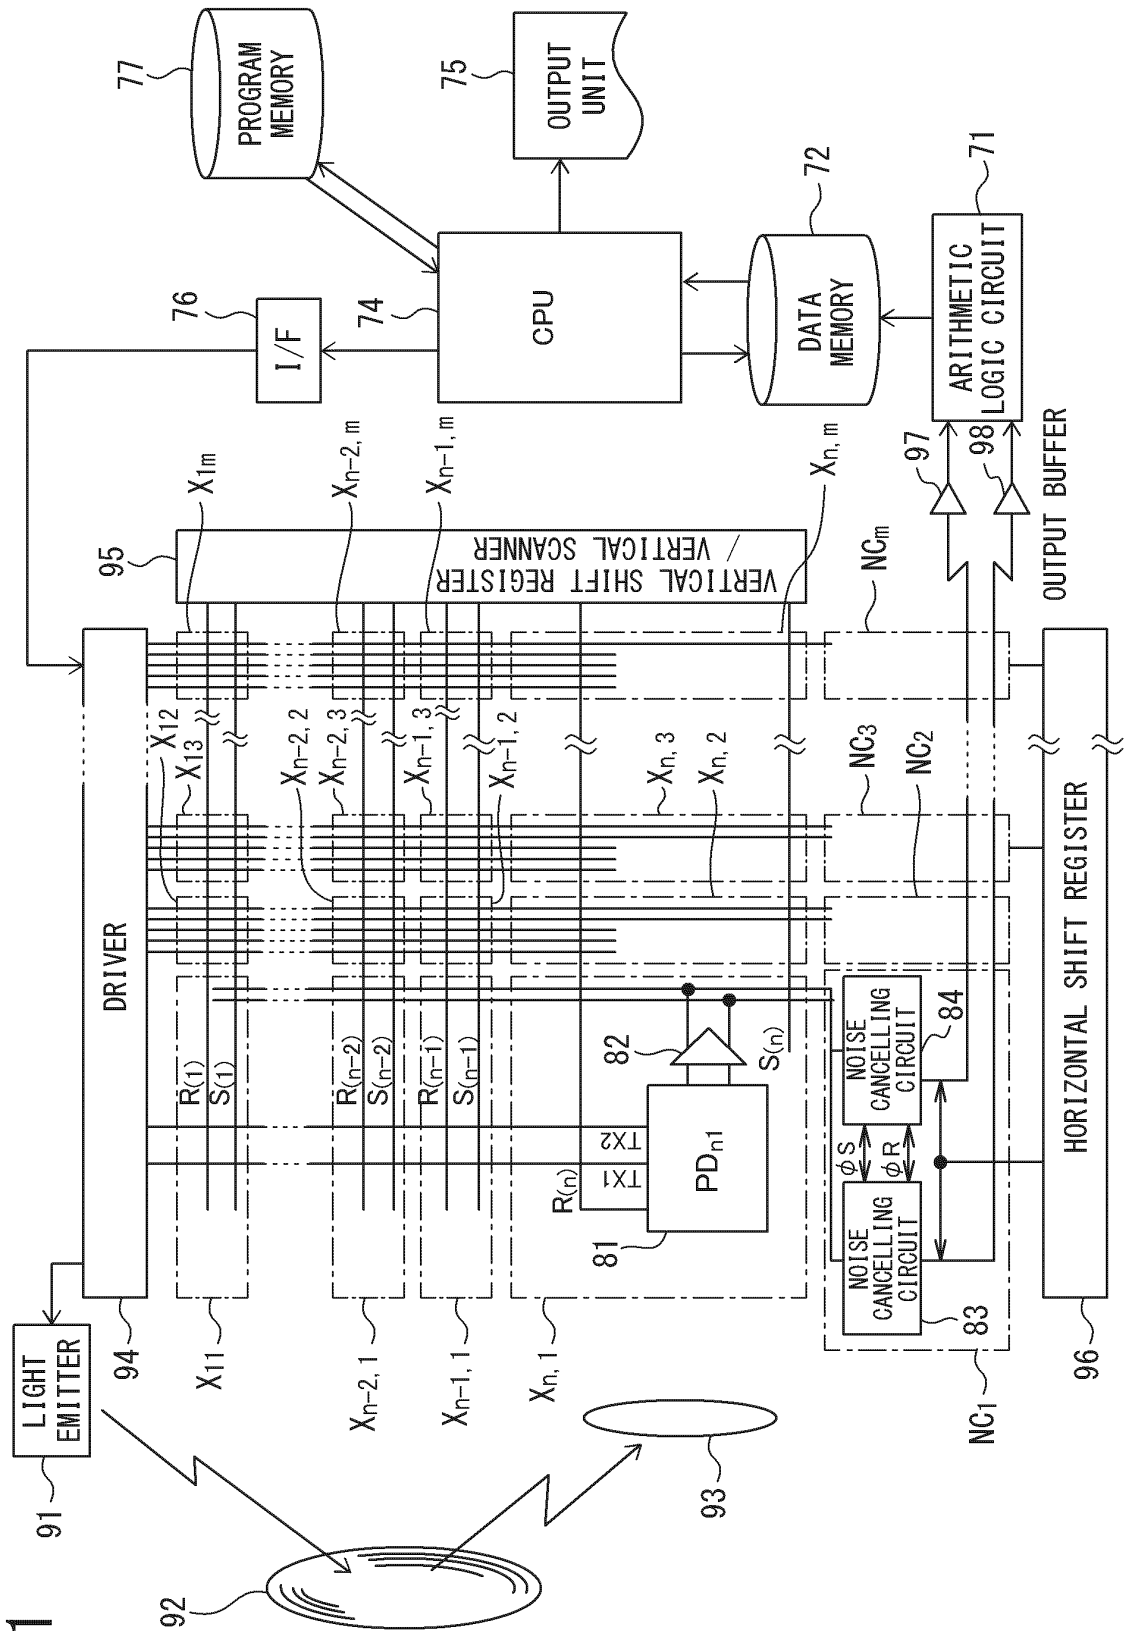 1
91
LIGHT
EMITTER
92
93
94
DRIVER
X11
Xn-2,1
Xn-1,1
Xn,1
R(1)
S(1)
R(n-2)
S(n-2)
R(n-1)
S(n-1)
R(n)
S(n)
TX1
TX2
81
PDn1
82
83
NOISE
CANCELLING
CIRCUIT
84
NOISE
CANCELLING
CIRCUIT
ϕS
ϕR
NC1
NC2
NC3
NCm
X12
X13
Xn-2,2
Xn-2,3
Xn-1,3
Xn-1,2
Xn,3
Xn,2
X1m
Xn-2,m
Xn-1,m
Xn,m
95
VERTICAL SHIFT REGISTER
/
VERTICAL SCANNER
96
HORIZONTAL SHIFT REGISTER
97
98
OUTPUT BUFFER
71
ARITHMETIC
LOGIC CIRCUIT
72
DATA
MEMORY
74
CPU
75
OUTPUT
UNIT
76
I/F
77
PROGRAM
MEMORY